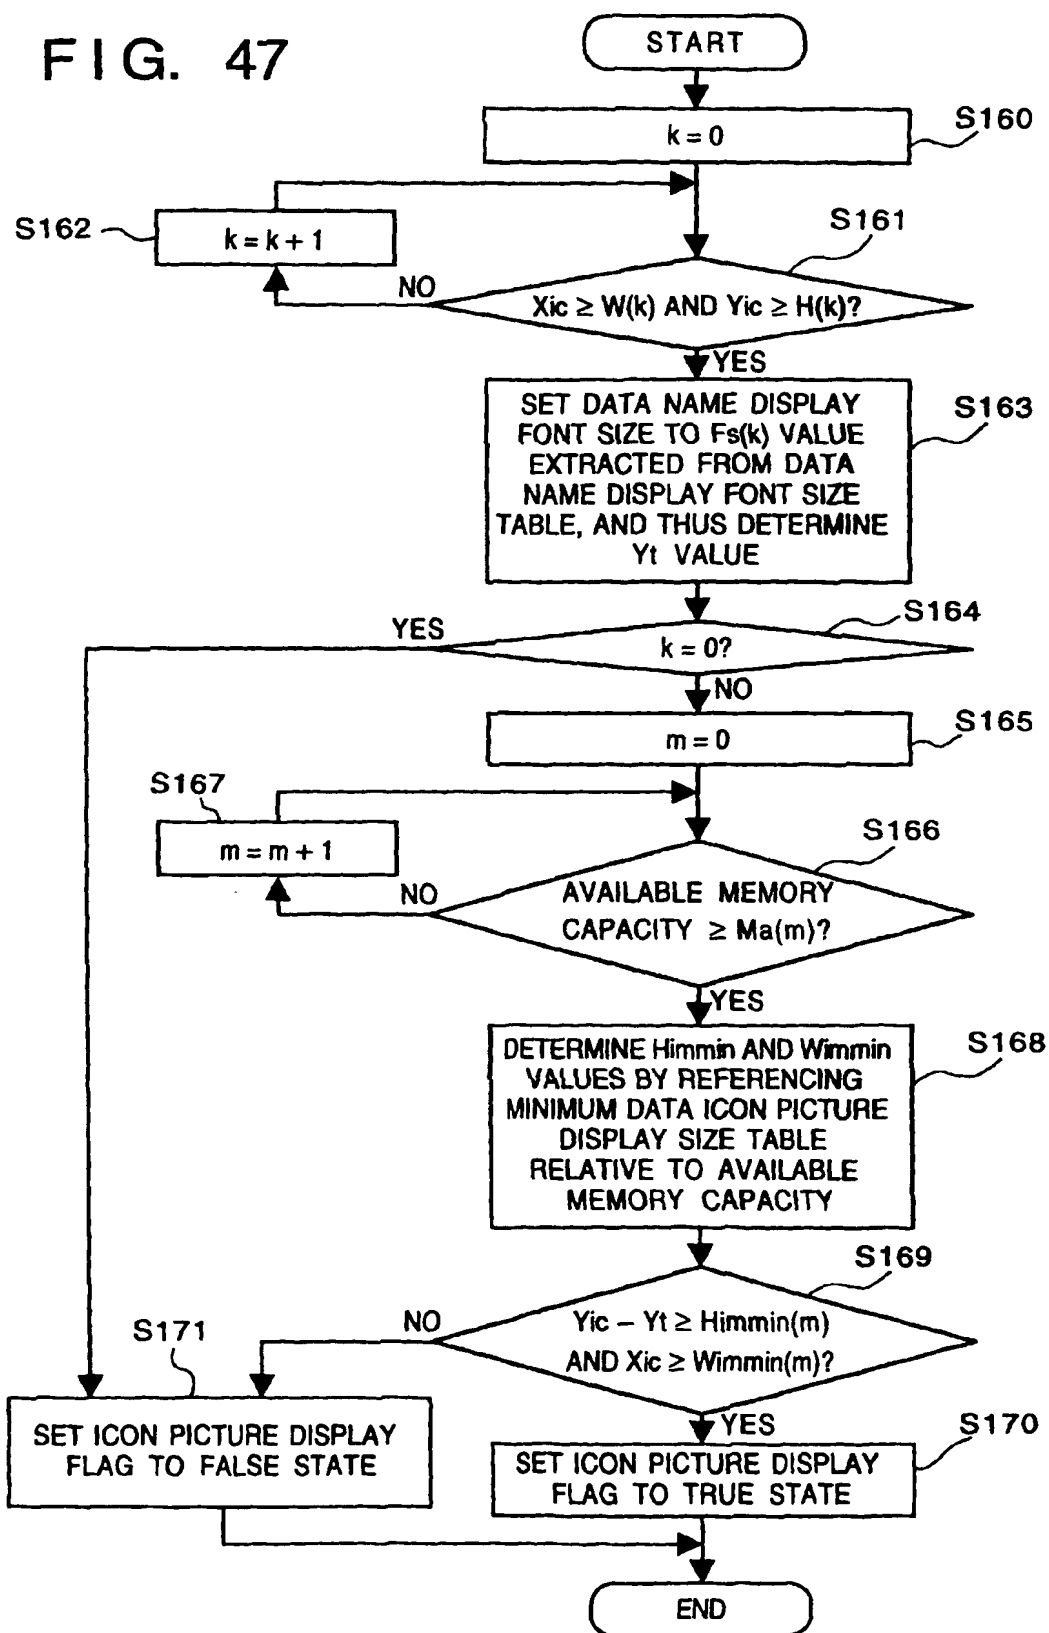 FIG. 47
START
k = 0
S160
S162
k = k + 1
S161
NO
Xic ≥ W(k) AND Yic ≥ H(k)?
YES
SET DATA NAME DISPLAY
FONT SIZE TO Fs(k) VALUE
EXTRACTED FROM DATA
NAME DISPLAY FONT SIZE
TABLE, AND THUS DETERMINE
Yt VALUE
S163
S164
YES
k = 0?
NO
S165
m = 0
S167
m = m + 1
S166
NO
AVAILABLE MEMORY
CAPACITY ≥ Ma(m)?
YES
DETERMINE Himmin AND Wimmin
VALUES BY REFERENCING
MINIMUM DATA ICON PICTURE
DISPLAY SIZE TABLE
RELATIVE TO AVAILABLE
MEMORY CAPACITY
S168
S169
NO
Yic – Yt ≥ Himmin(m)
AND Xic ≥ Wimmin(m)?
S171
YES
SET ICON PICTURE DISPLAY
FLAG TO FALSE STATE
S170
SET ICON PICTURE DISPLAY
FLAG TO TRUE STATE
END